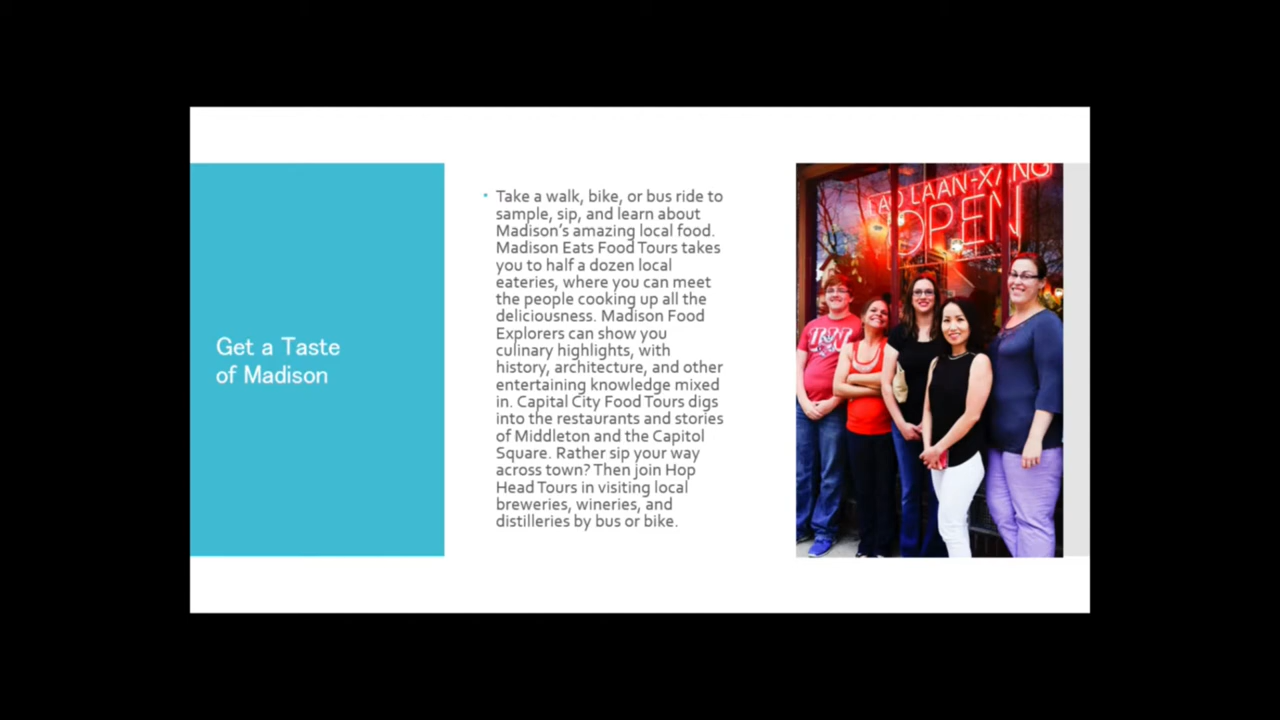 Get a Taste
of Madison
Take a walk, bike, or bus ride to
sample, sip, and learn about
Madison's amazing local food.
Madison Eats Food Tours takes
you to half a dozen local
eateries, where you can meet
the people cooking up all the
deliciousness. Madison Food
Explorers can show you
culinary highlights, with
history, architecture, and other
entertaining knowledge mixed
in. Capital City Food Tours digs
into the restaurants and stories
of Middleton and the Capitol
Square. Rather sip your way
across town? Then join Hop
Head Tours in visiting local
breweries, wineries, and
distilleries by bus or bike.
LAO LAAN-XANG
OPEN